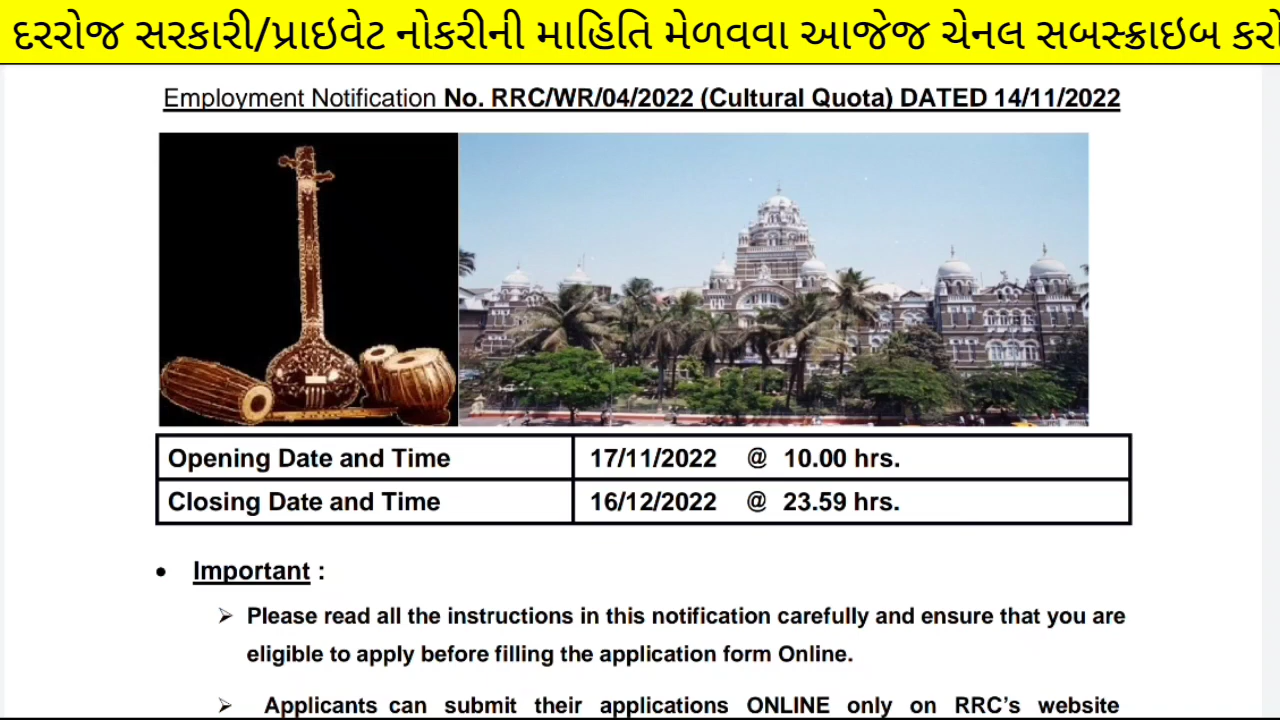 દરરોજ સરકારી/પ્રાઇવેટ નોકરીની માહિતિ મેળવવા આજેજ ચેનલ સબસ્ક્રાઇબ કરો
Employment Notification No. RRC/WR/04/2022 (Cultural Quota) DATED 14/11/2022
Opening Date and Time 17/11/2022 @ 10.00 hrs.
Closing Date and Time 16/12/2022 @ 23.59 hrs.
• Important :
➢ Please read all the instructions in this notification carefully and ensure that you are
eligible to apply before filling the application form Online.
➢ Applicants can submit their applications ONLINE only on RRC’s website